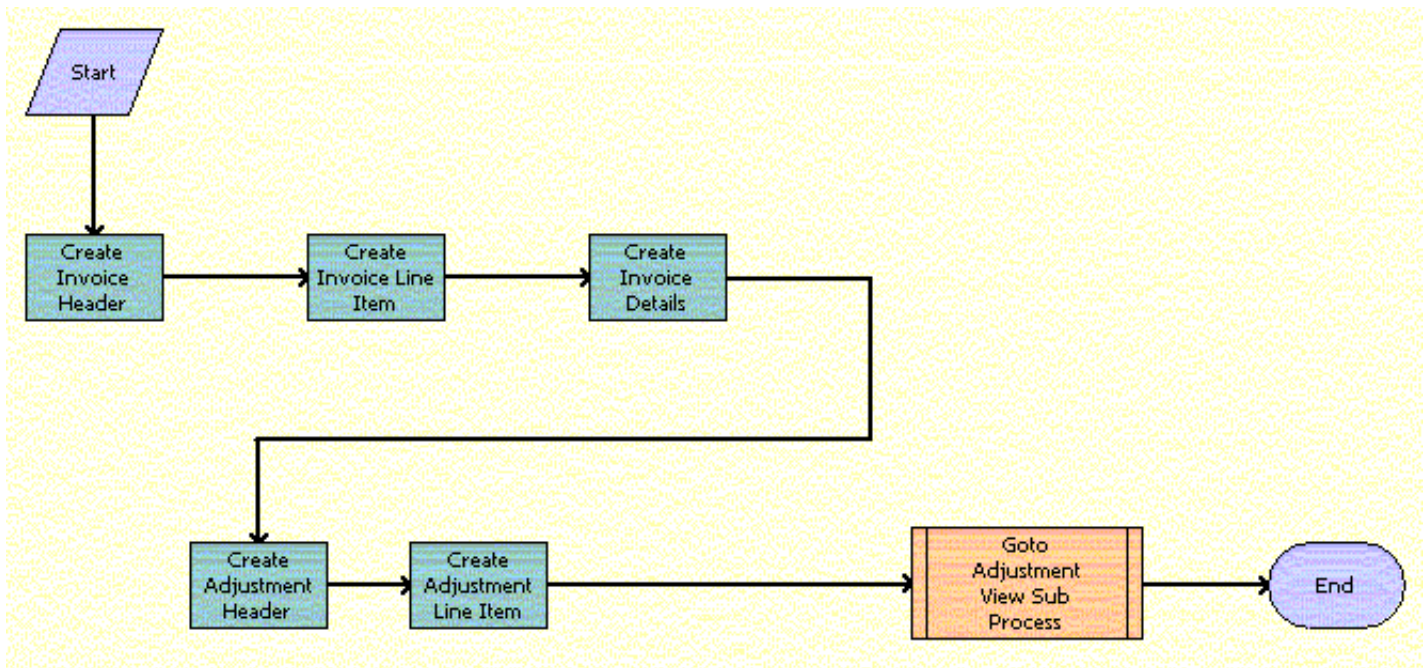 Start
Create
Invoice
Header
Create
Invoice Line
Item
Create
Invoice
Details
Create
Adjustment
Header
Create
Adjustment
Line Item
Goto
Adjustment
View Sub
Process
End